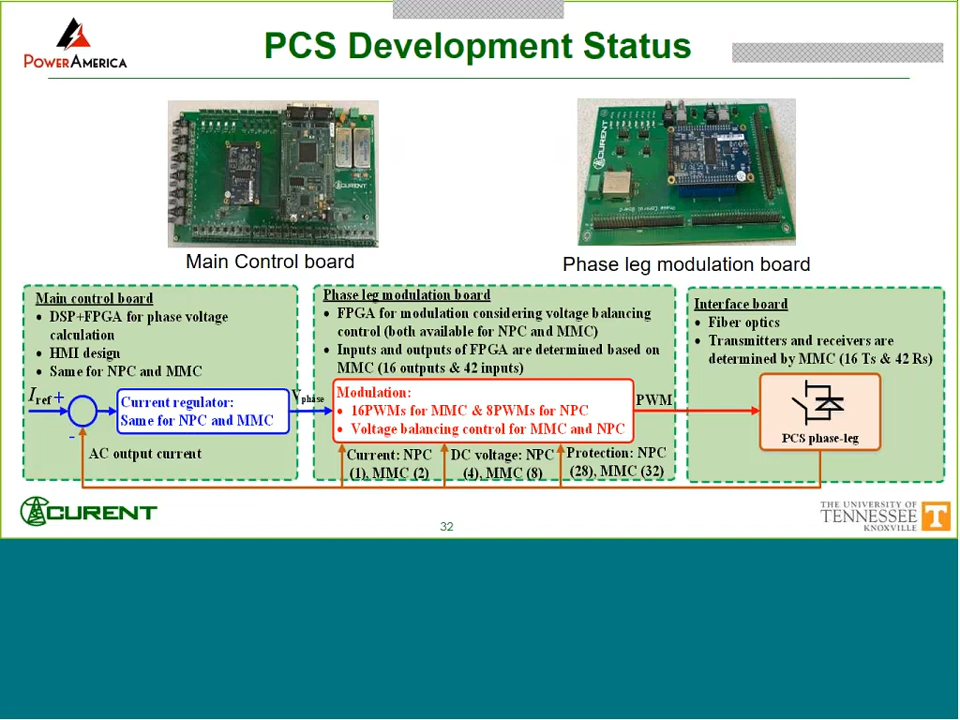 PCS Development Status
POWERAMERICA
CURENT
CURENT
Phase Control Board
Main Control board
Phase leg modulation board
Main control board
• DSP+FPGA for phase voltage
calculation
• HMI design
• Same for NPC and MMC
Phase leg modulation board
• FPGA for modulation considering voltage balancing
control (both available for NPC and MMC)
• Inputs and outputs of FPGA are determined based on
MMC (16 outputs & 42 inputs)
Interface board
• Fiber optics
• Transmitters and receivers are
determined by MMC (16 Ts & 42 Rs)
Iref +
-
Current regulator:
Same for NPC and MMC
Vphase
Modulation:
• 16PWMs for MMC & 8PWMs for NPC
• Voltage balancing control for MMC and NPC
PWM
PCS phase-leg
AC output current
Current: NPC
(1), MMC (2)
DC voltage: NPC
(4), MMC (8)
Protection: NPC
(28), MMC (32)
CURENT
32
THE UNIVERSITY OF
TENNESSEE
KNOXVILLE
T